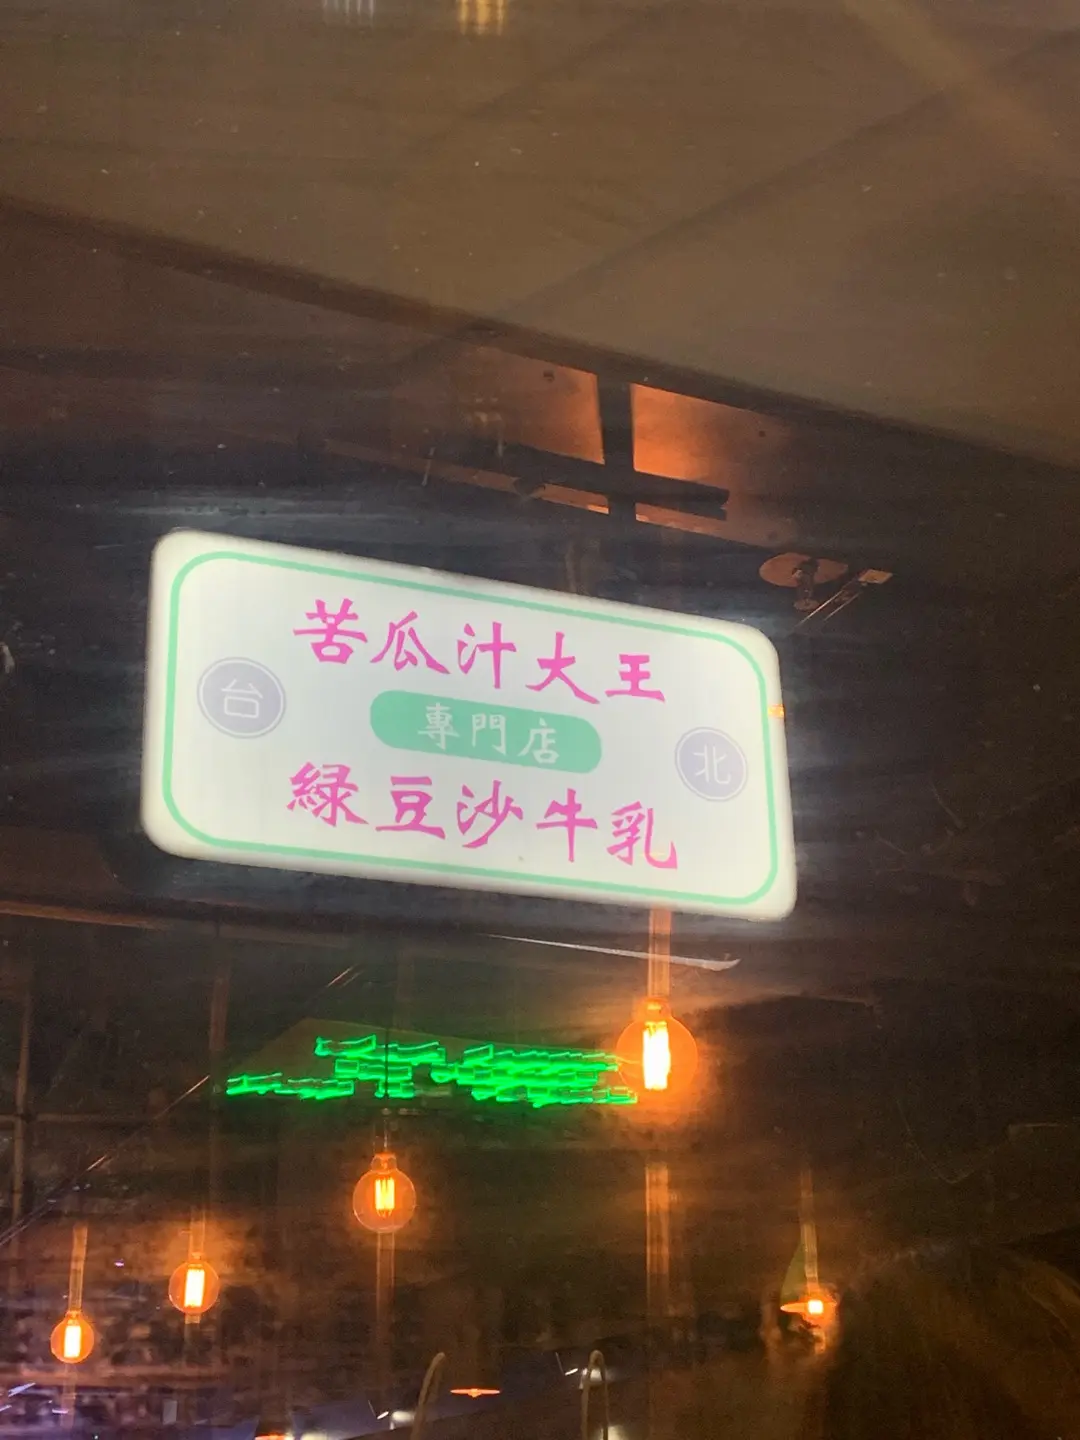 苦瓜汁大王
台
專門店
北
綠豆沙牛乳